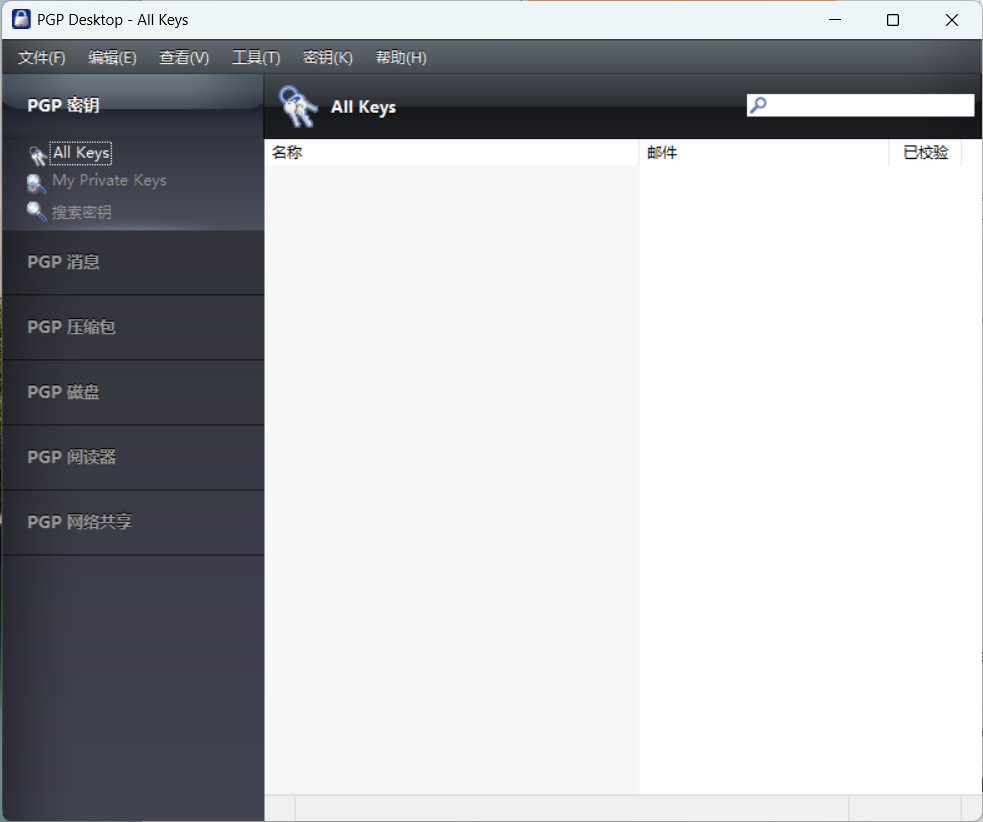 PGP Desktop - All Keys
文件(F) 编辑(E) 查看(V) 工具(T) 密钥(K) 帮助(H)
PGP 密钥
All Keys
My Private Keys
搜索密钥
PGP 消息
PGP 压缩包
PGP 磁盘
PGP 阅读器
PGP 网络共享
All Keys
名称 邮件 已校验